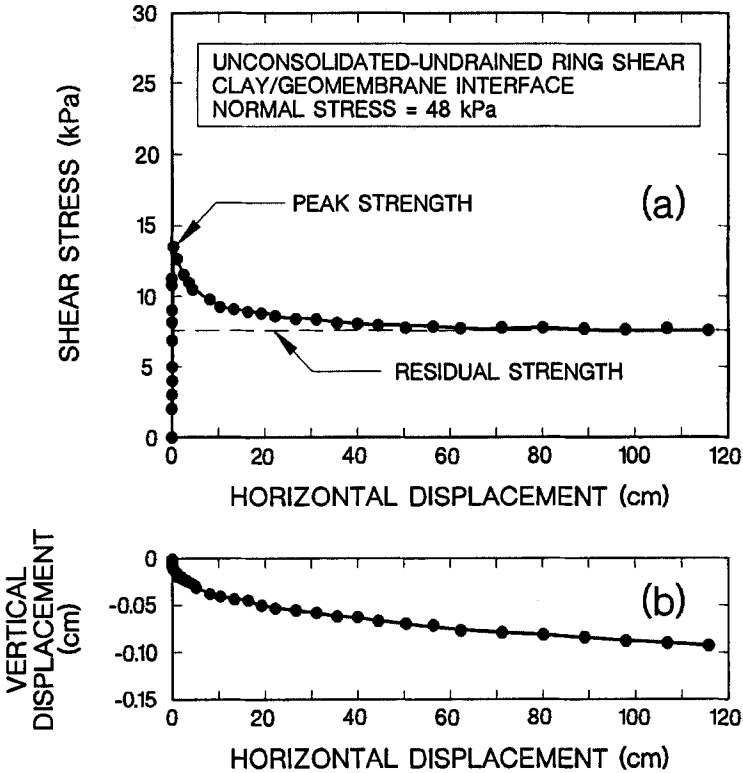 30
25
20
15
10
5
0
SHEAR STRESS (kPa)
UNCONSOLIDATED-UNDRAINED RING SHEAR
CLAY/GEOMEMBRANE INTERFACE
NORMAL STRESS = 48 kPa
(a)
PEAK STRENGTH
RESIDUAL STRENGTH
0 20 40 60 80 100 120
HORIZONTAL DISPLACEMENT (cm)
VERTICAL
DISPLACEMENT
(cm)
0
-0.05
-0.10
-0.15
(b)
0 20 40 60 80 100 120
HORIZONTAL DISPLACEMENT (cm)